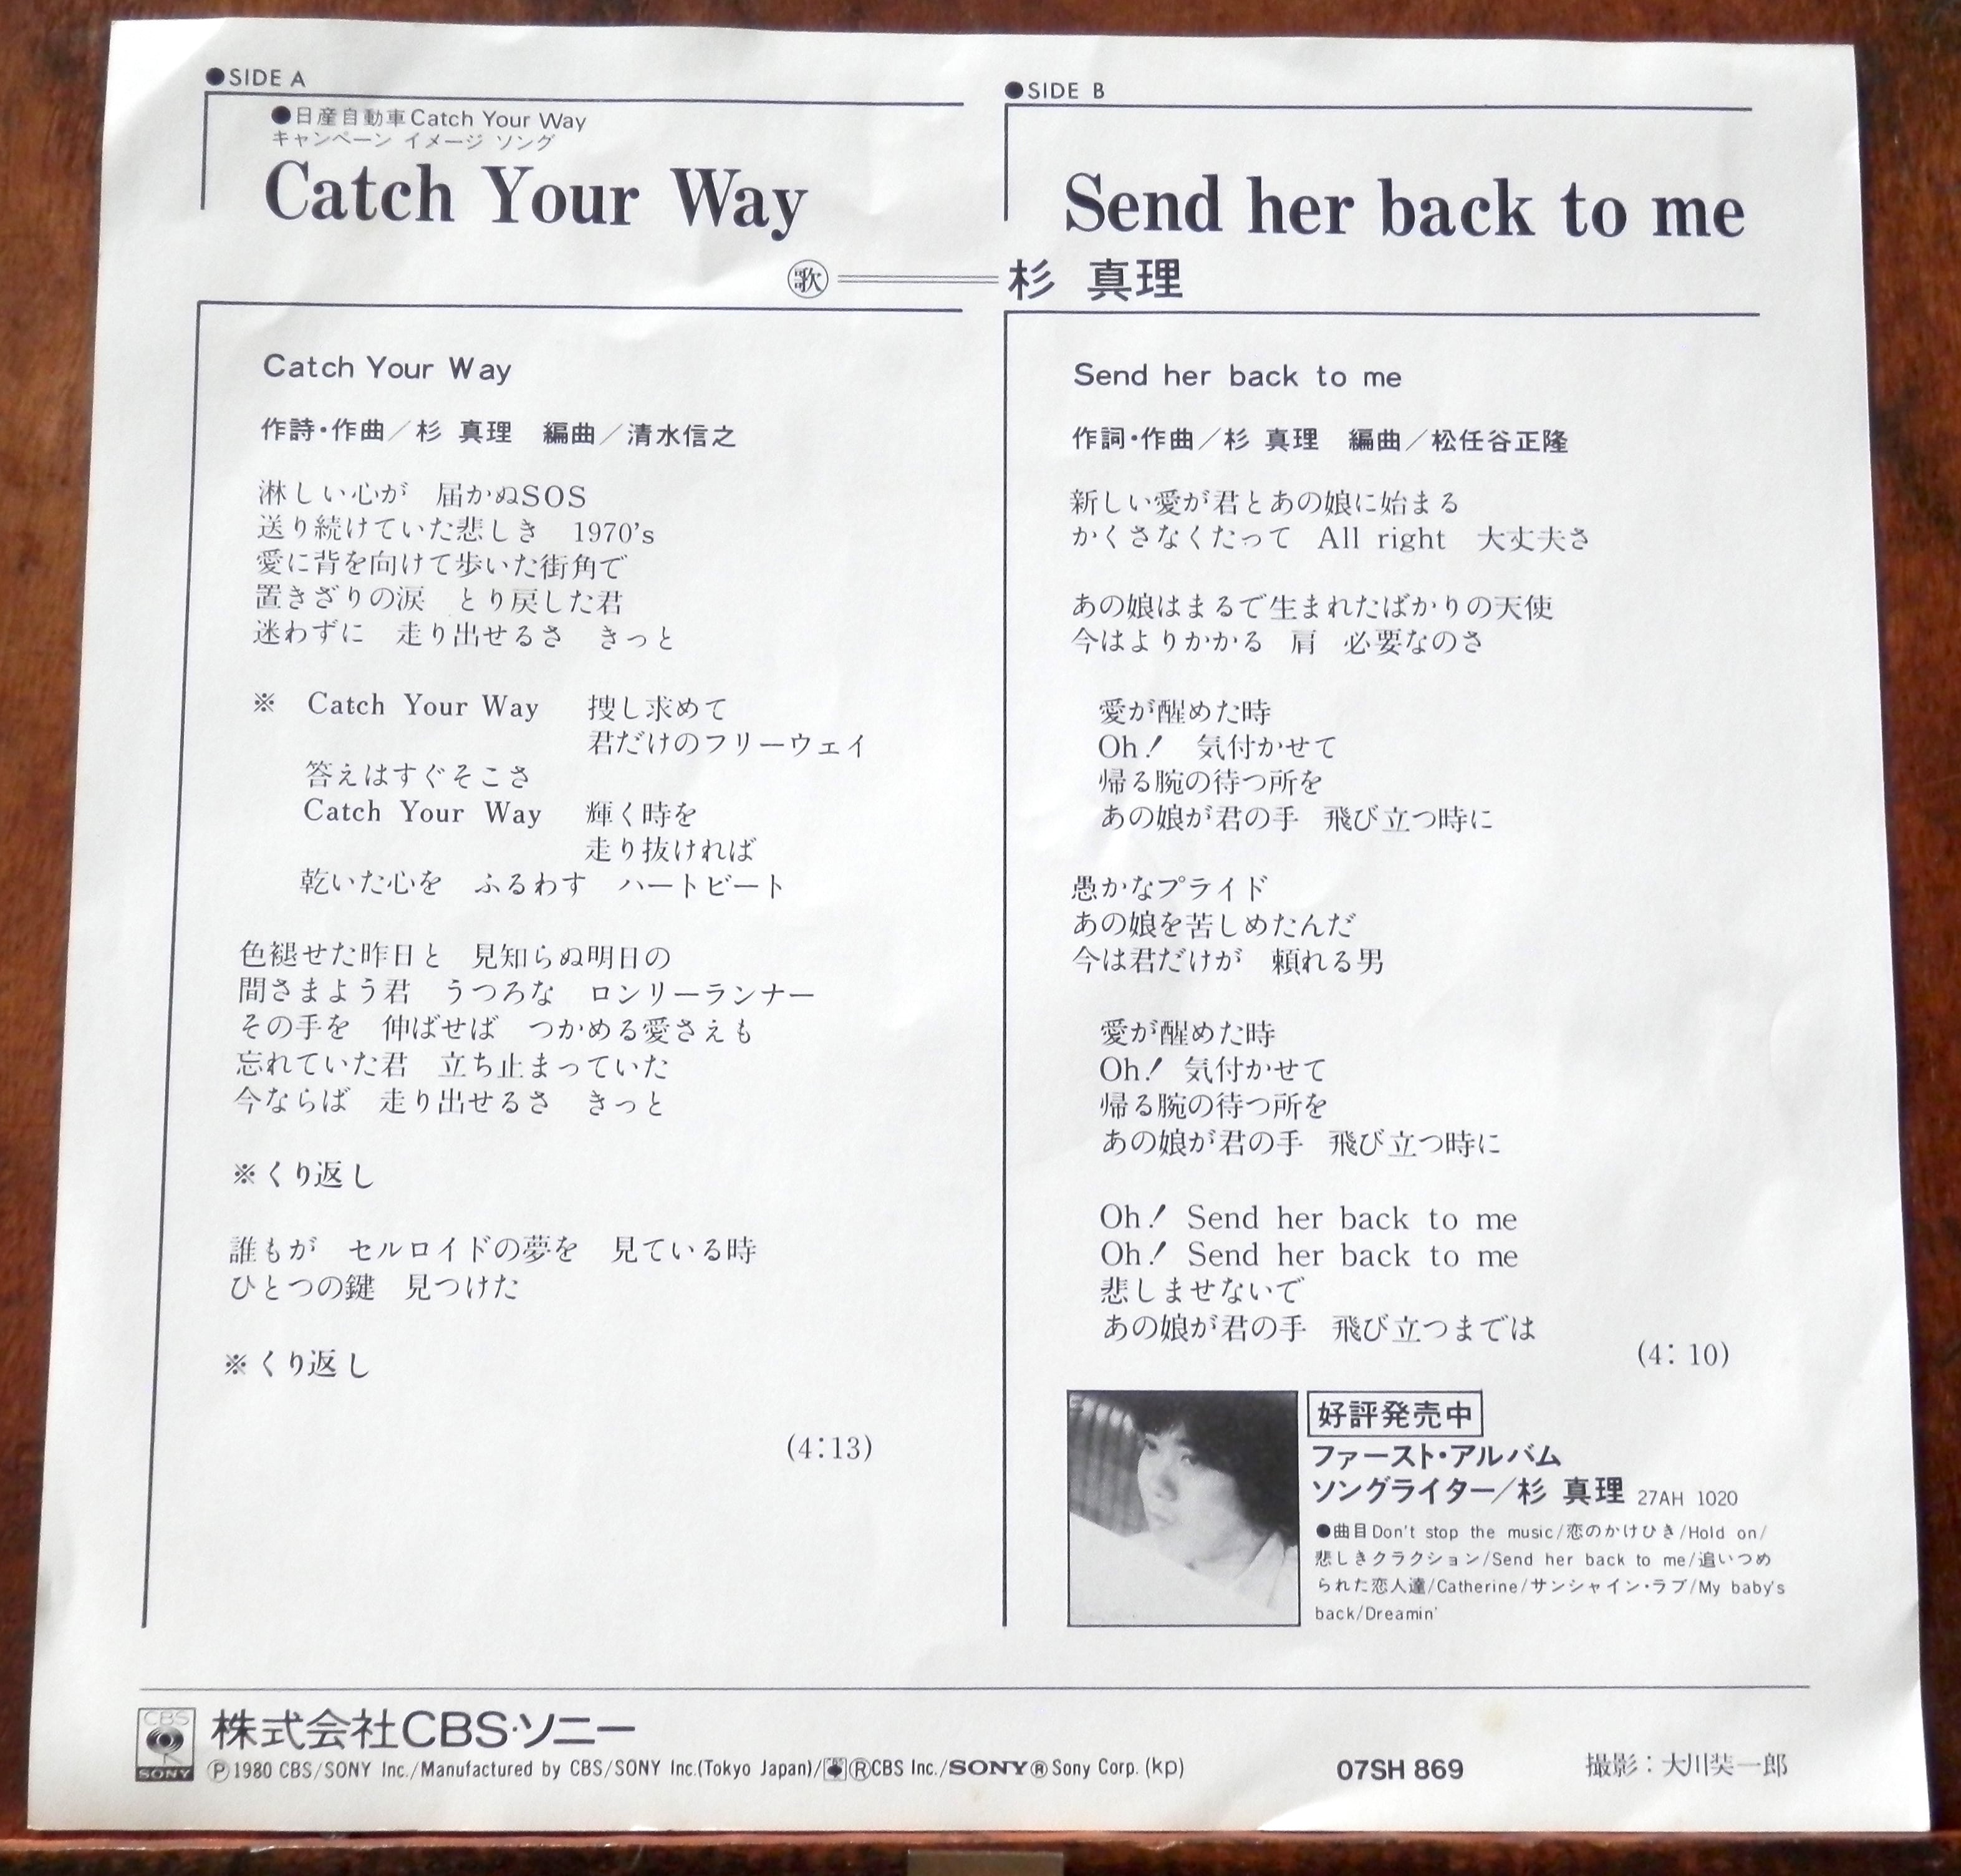 ●SIDE A
●日産自動車Catch Your Way
キャンペーン イメージ ソング
Catch Your Way
●SIDE B
Send her back to me
歌 杉 真理
Catch Your Way
作詩・作曲／杉 真理 編曲／清水信之
淋しい心が 届かぬSOS
送り続けていた悲しき 1970's
愛に背を向けて歩いた街角で
置きざりの涙 とり戻した君
迷わずに 走り出せるさ きっと
※ Catch Your Way 捜し求めて
君だけのフリーウェイ
答えはすぐそこさ
Catch Your Way 輝く時を
走り抜ければ
乾いた心を ふるわす ハートビート
色褪せた昨日と 見知らぬ明日の
間さまよう君 うつろな ロンリーランナー
その手を 伸ばせば つかめる愛さえも
忘れていた君 立ち止まっていた
今ならば 走り出せるさ きっと
※くり返し
誰もが セルロイドの夢を 見ている時
ひとつの鍵 見つけた
※くり返し
(4:13)
Send her back to me
作詞・作曲／杉 真理 編曲／松任谷正隆
新しい愛が君とあの娘に始まる
かくさなくたって All right 大丈夫さ
あの娘はまるで生まれたばかりの天使
今はよりかかる 肩 必要なのさ
愛が醒めた時
Oh! 気付かせて
帰る腕の待つ所を
あの娘が君の手 飛び立つ時に
愚かなプライド
あの娘を苦しめたんだ
今は君だけが 頼れる男
愛が醒めた時
Oh! 気付かせて
帰る腕の待つ所を
あの娘が君の手 飛び立つ時に
Oh! Send her back to me
Oh! Send her back to me
悲しませないで
あの娘が君の手 飛び立つまでは
(4:10)
好評発売中
ファースト・アルバム
ソングライター／杉 真理 27AH 1020
●曲目Don't stop the music/恋のかけひき/Hold on/
悲しきクラクション/Send her back to me/追いつめ
られた恋人達/Catherine/サンシャイン・ラブ/My baby's
back/Dreamin'
CBS
SONY
株式会社CBS・ソニー
Ⓟ1980 CBS/SONY Inc./Manufactured by CBS/SONY Inc.(Tokyo Japan)/ⓇCBS Inc./SONY®Sony Corp. (kp)
07SH 869
撮影：大川奘一郎